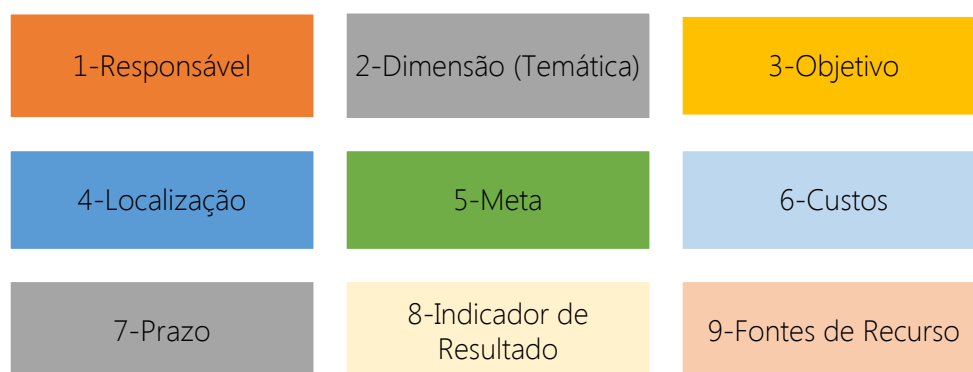 1-Responsável
2-Dimensão (Temática)
3-Objetivo
4-Localização
5-Meta
6-Custos
7-Prazo
8-Indicador de
Resultado
9-Fontes de Recurso